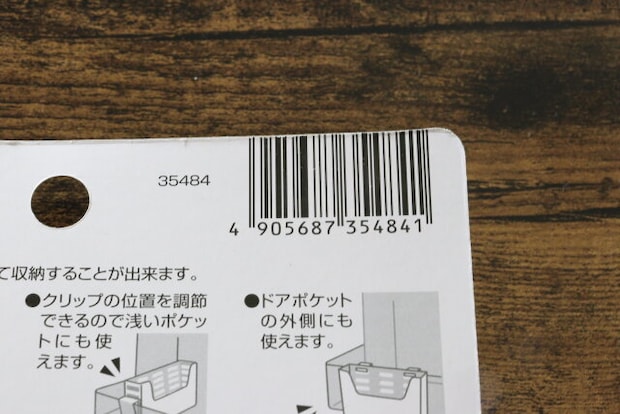 35484
4 905687 354841
て収納することが出来ます。
●クリップの位置を調節
できるので浅いポケッ
トにも使
えます。
●ドアポケット
の外側にも
使えます。